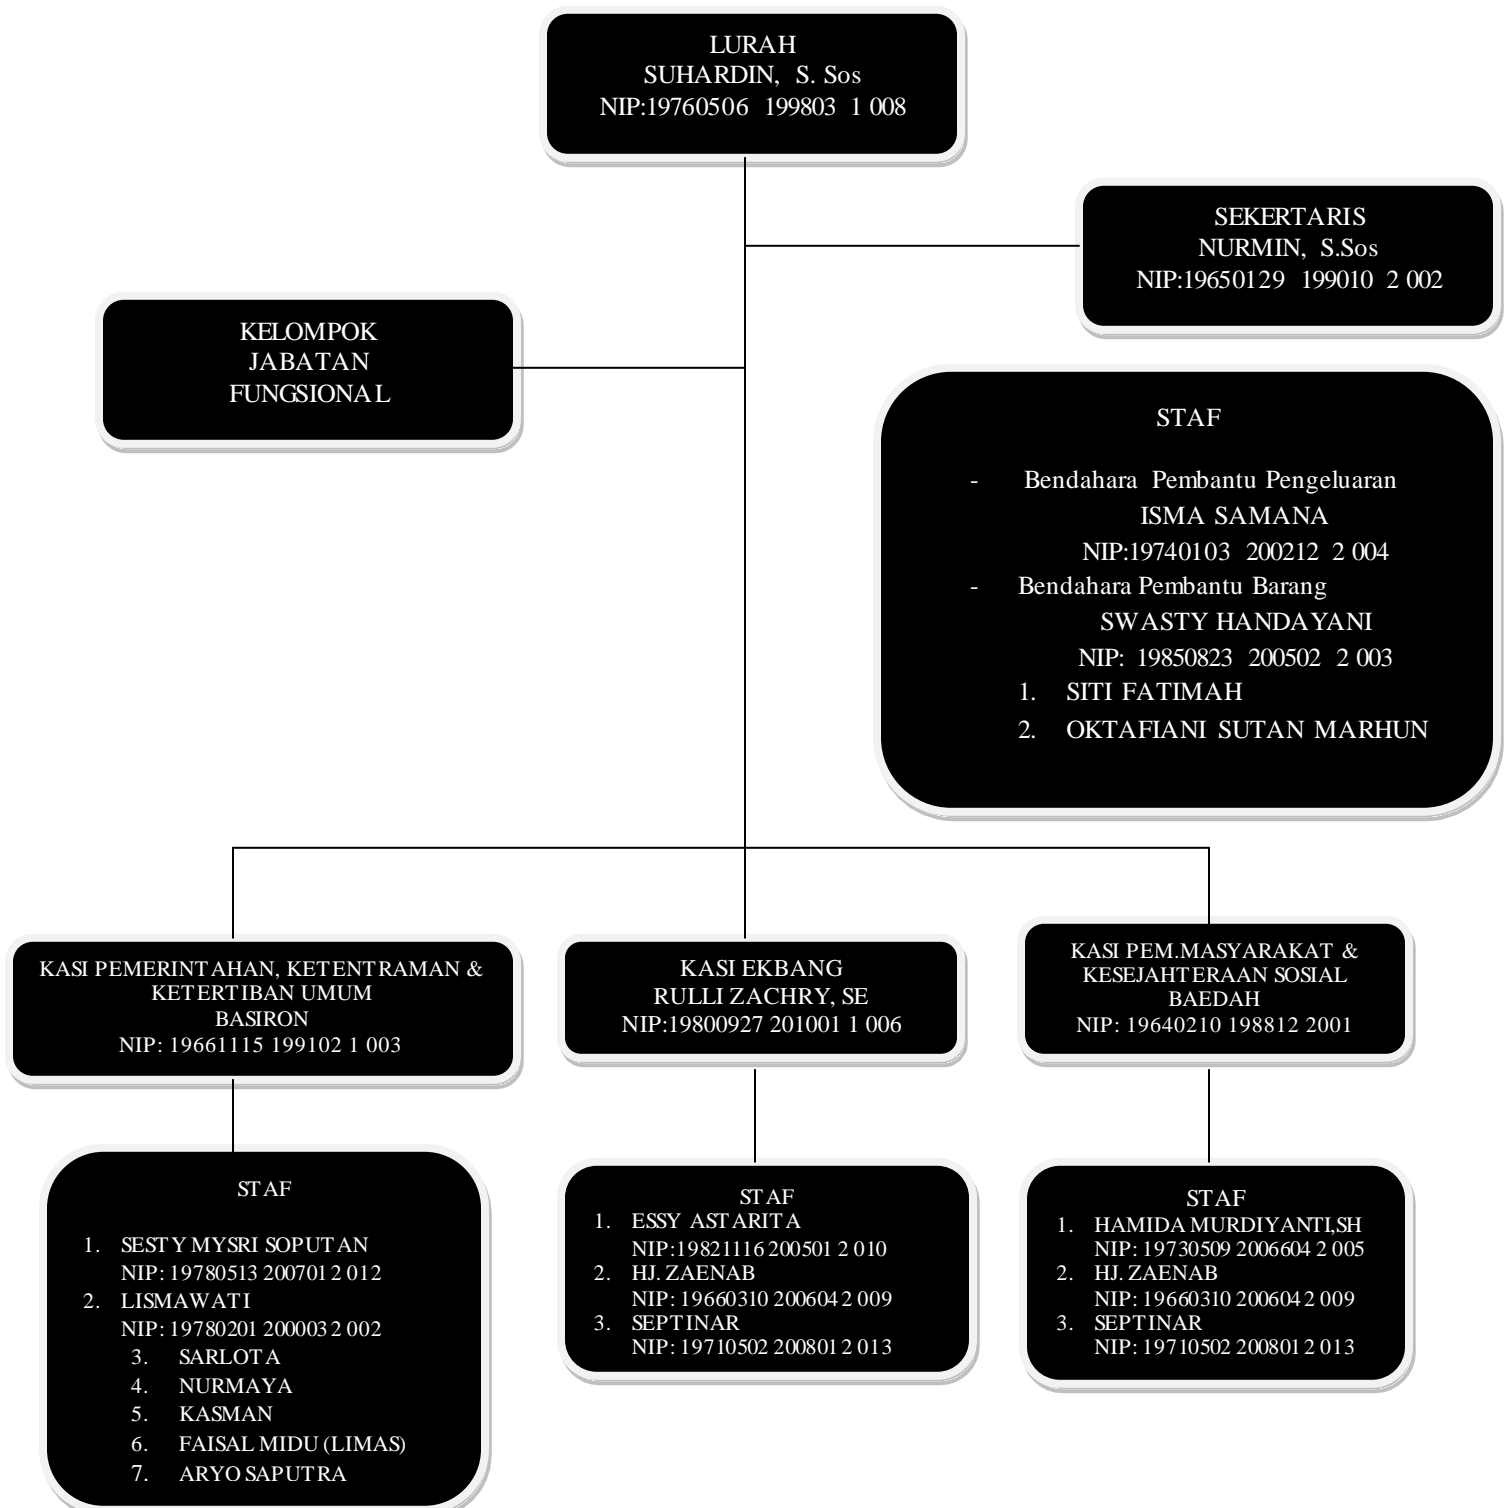 LURAH
SUHARDIN, S. Sos
NIP:19760506 199803 1 008
SEKERTARIS
NURMIN, S.Sos
NIP:19650129 199010 2 002
KELOMPOK
JABATAN
FUNGSIONAL
STAF
- Bendahara Pembantu Pengeluaran
ISMA SAMANA
NIP:19740103 200212 2 004
- Bendahara Pembantu Barang
SWASTY HANDAYANI
NIP: 19850823 200502 2 003
1. SITI FATIMAH
2. OKTAFIANI SUTAN MARHUN
KASI PEMERINTAHAN, KETENTRAMAN &
KETERTIBAN UMUM
BASIRON
NIP: 19661115 199102 1 003
KASI EKBANG
RULLI ZACHRY, SE
NIP:19800927 201001 1 006
KASI PEM.MASYARAKAT &
KESEJAHTERAAN SOSIAL
BAEDAH
NIP: 19640210 198812 2001
STAF
1. SESTY MYSRI SOPUTAN
NIP: 19780513 200701 2 012
2. LISMAWATI
NIP: 19780201 200003 2 002
3. SARLOTA
4. NURMAYA
5. KASMAN
6. FAISAL MIDU (LIMAS)
7. ARYO SAPUTRA
STAF
1. ESSY ASTARITA
NIP:19821116 200501 2 010
2. HJ. ZAENAB
NIP: 19660310 200604 2 009
3. SEPTINAR
NIP: 19710502 200801 2 013
STAF
1. HAMIDA MURDIYANTI,SH
NIP: 19730509 2006604 2 005
2. HJ. ZAENAB
NIP: 19660310 200604 2 009
3. SEPTINAR
NIP: 19710502 200801 2 013